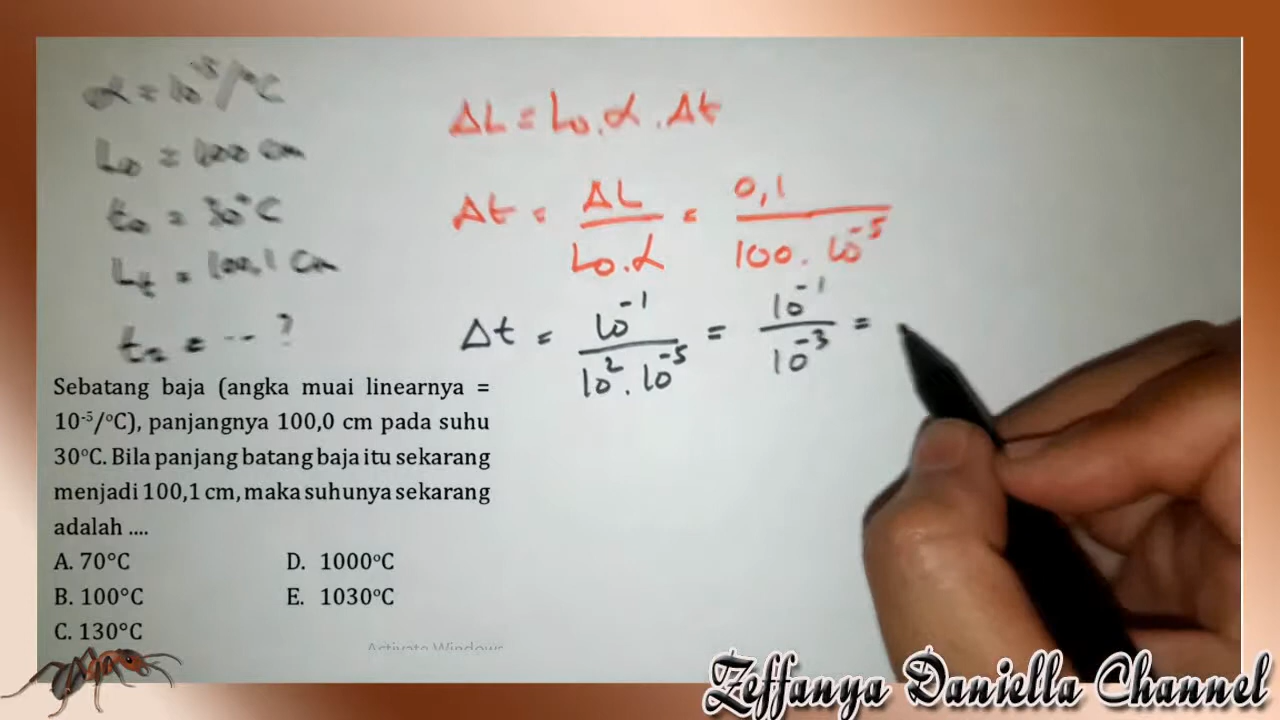 α = 10⁻⁵/°C
L₀ = 100 cm
t₀ = 30°C
Lₜ = 100,1 cm
t₂ = ... ?
ΔL = L₀.α.Δt
Δt = ΔL / L₀.α = 0,1 / 100.10⁻⁵
Δt = 10⁻¹ / 10².10⁻⁵ = 10⁻¹ / 10⁻³ =
Sebatang baja (angka muai linearnya =
10⁻⁵/°C), panjangnya 100,0 cm pada suhu
30°C. Bila panjang batang baja itu sekarang
menjadi 100,1 cm, maka suhunya sekarang
adalah ....
A. 70°C
B. 100°C
C. 130°C
D. 1000°C
E. 1030°C
Activate Windows
Zeffanya Daniella Channel